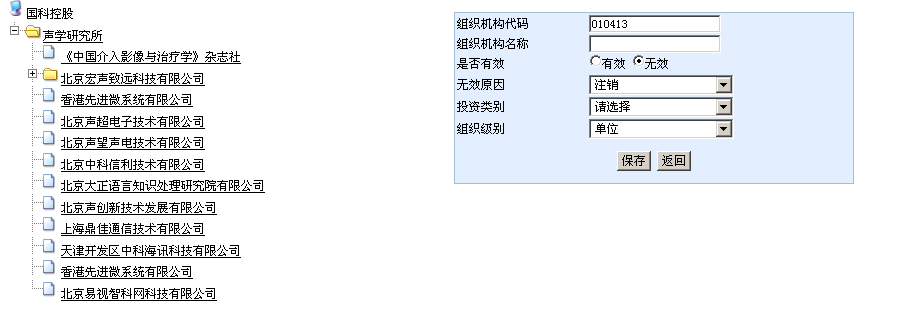 国科控股
声学研究所
《中国介入影像与治疗学》杂志社
北京宏声致远科技有限公司
香港先进微系统有限公司
北京声超电子技术有限公司
北京声望声电技术有限公司
北京中科信利技术有限公司
北京大正语言知识处理研究院有限公司
北京声创新技术发展有限公司
上海鼎佳通信技术有限公司
天津开发区中科海讯科技有限公司
香港先进微系统有限公司
北京易视智科网科技有限公司
组织机构代码 010413
组织机构名称
是否有效 有效 无效
无效原因 注销
投资类别 请选择
组织级别 单位
保存 返回